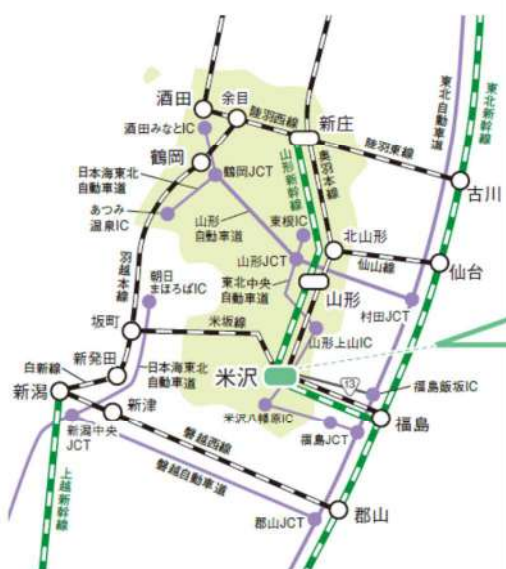 酒田
余目
陸羽西線
新庄
陸羽東線
東北自動車道
東北新幹線
酒田みなとIC
鶴岡
鶴岡JCT
日本海東北
自動車道
山形新幹線
奥羽本線
古川
あつみ
温泉IC
山形
自動車道
東根IC
北山形
仙山線
仙台
羽越本線
朝日
まほろばIC
山形JCT
東北中央
自動車道
山形
村田JCT
坂町
米坂線
山形上山IC
白新線
新発田
日本海東北
自動車道
米沢
13
福島飯坂IC
新潟
新津
米沢八幡原IC
福島JCT
福島
新潟中央
JCT
磐越西線
磐越自動車道
上越新幹線
郡山JCT
郡山